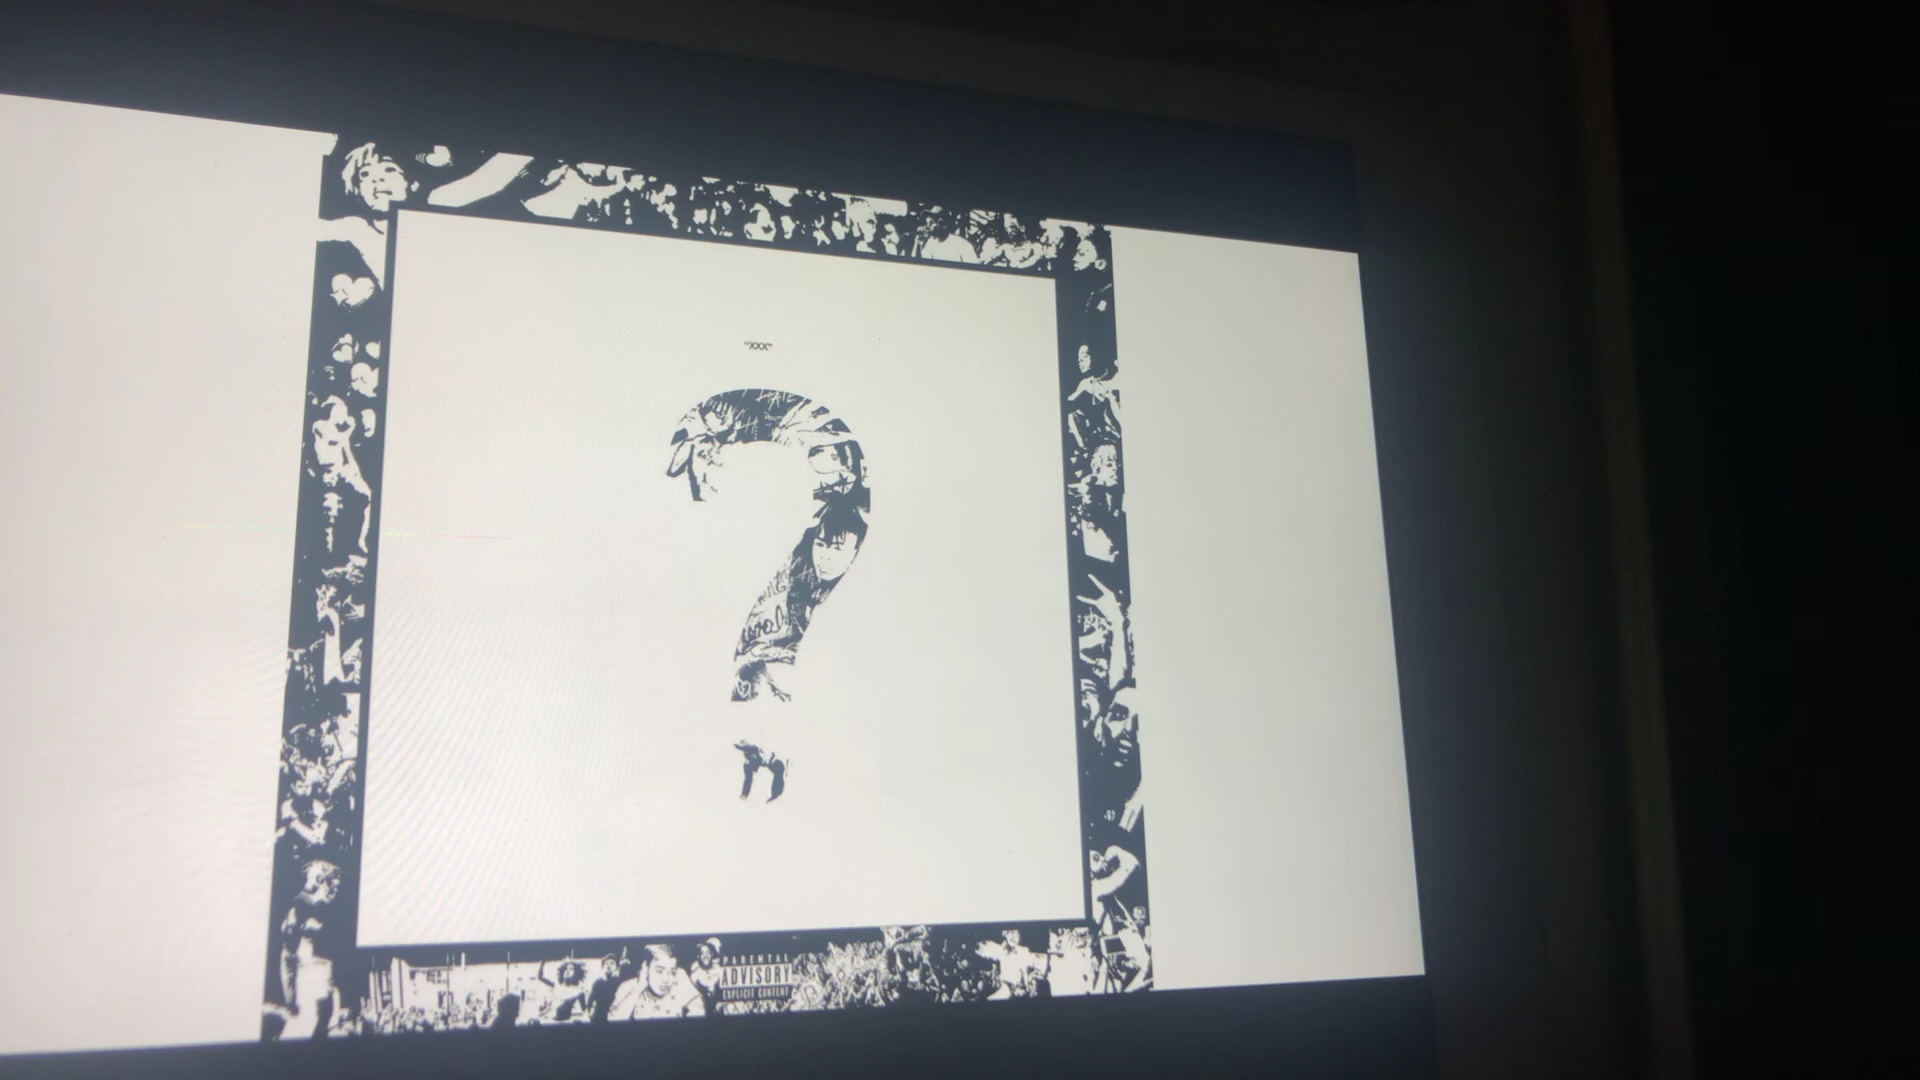 "XXX"
?
PARENTAL
ADVISORY
EXPLICIT CONTENT